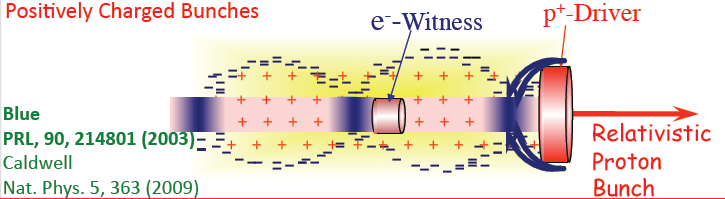 Positively Charged Bunches
e⁻-Witness
p⁺-Driver
Blue
PRL, 90, 214801 (2003)
Caldwell
Nat. Phys. 5, 363 (2009)
Relativistic
Proton
Bunch